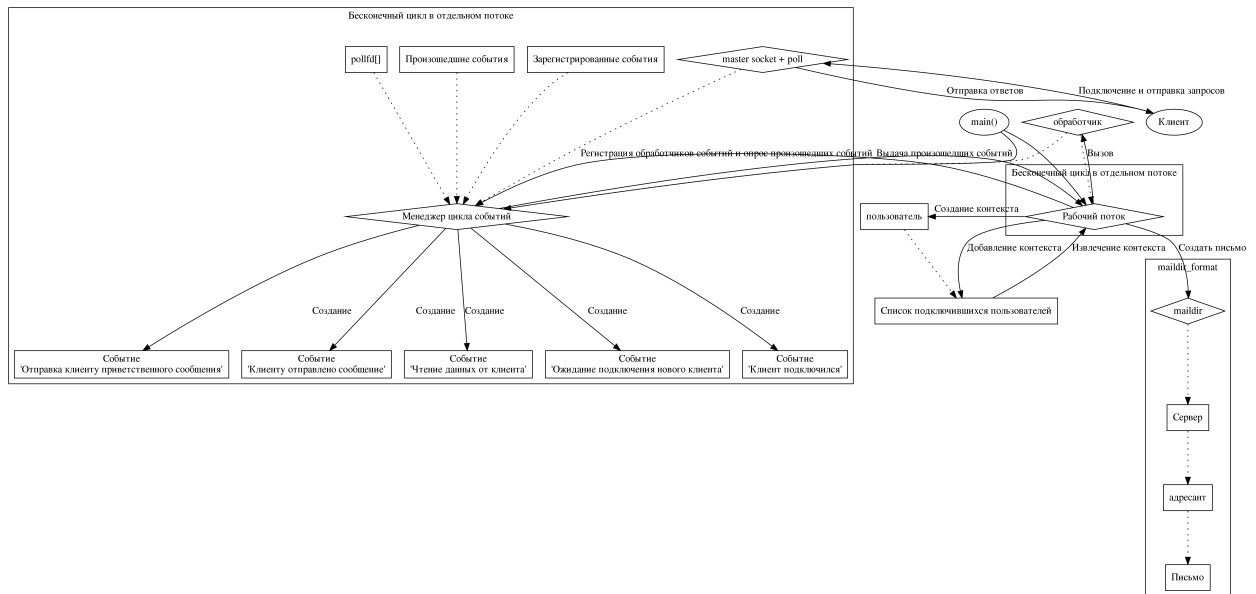 Бесконечный цикл в отдельном потоке
pollfd[]
Произошедшие события
Зарегистрированные события
master socket + poll
Отправка ответов
Подключение и отправка запросов
main()
обработчик
Клиент
Регистрация обработчиков событий и опрос произошедших событий
Выдача произошедших событий
Вызов
Бесконечный цикл в отдельном потоке
Менеджер цикла событий
пользователь
Создание контекста
Рабочий поток
Добавление контекста
Извлечение контекста
Создать письмо
maildir_format
Создание
Создание
Создание
Создание
Создание
Список подключившихся пользователей
maildir
Событие
'Отправка клиенту приветственного сообщения'
Событие
'Клиенту отправлено сообщение'
Событие
'Чтение данных от клиента'
Событие
'Ожидание подключения нового клиента'
Событие
'Клиент подключился'
Сервер
адресант
Письмо